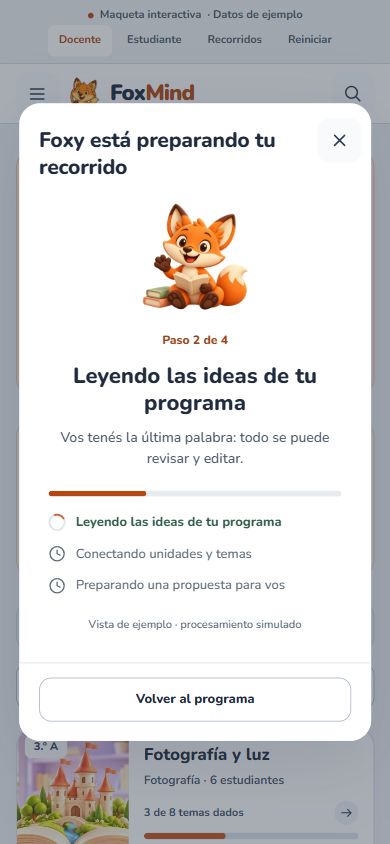 Maqueta interactiva · Datos de ejemplo
Docente Estudiante Recorridos Reiniciar
FoxMind
Foxy está preparando tu
recorrido
Paso 2 de 4
Leyendo las ideas de tu
programa
Vos tenés la última palabra: todo se puede
revisar y editar.
Leyendo las ideas de tu programa
Conectando unidades y temas
Preparando una propuesta para vos
Vista de ejemplo · procesamiento simulado
Volver al programa
3.º A
Fotografía y luz
Fotografía · 6 estudiantes
3 de 8 temas dados